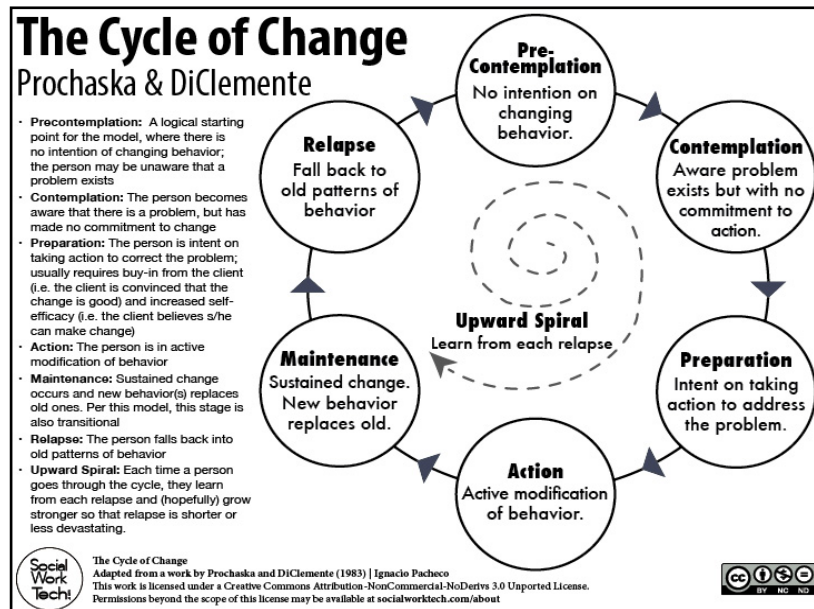 The Cycle of Change
Prochaska & DiClemente
· Precontemplation: A logical starting
point for the model, where there is
no intention of changing behavior;
the person may be unaware that a
problem exists
· Contemplation: The person becomes
aware that there is a problem, but has
made no commitment to change
· Preparation: The person is intent on
taking action to correct the problem;
usually requires buy-in from the client
(i.e. the client is convinced that the
change is good) and increased self-
efficacy (i.e. the client believes s/he
can make change)
· Action: The person is in active
modification of behavior
· Maintenance: Sustained change
occurs and new behavior(s) replaces
old ones. Per this model, this stage is
also transitional
· Relapse: The person falls back into
old patterns of behavior
· Upward Spiral: Each time a person
goes through the cycle, they learn
from each relapse and (hopefully) grow
stronger so that relapse is shorter or
less devastating.
Pre-
Contemplation
No intention on
changing
behavior.
Contemplation
Aware problem
exists but with no
commitment to
action.
Preparation
Intent on taking
action to address
the problem.
Action
Active modification
of behavior.
Maintenance
Sustained change.
New behavior
replaces old.
Relapse
Fall back to
old patterns of
behavior
Upward Spiral
Learn from each relapse
Social
Work
Tech!
The Cycle of Change
Adapted from a work by Prochaska and DiClemente (1983) | Ignacio Pacheco
This work is licensed under a Creative Commons Attribution-NonCommercial-NoDerivs 3.0 Unported License.
Permissions beyond the scope of this license may be available at socialworktech.com/about
cc
BY NC ND